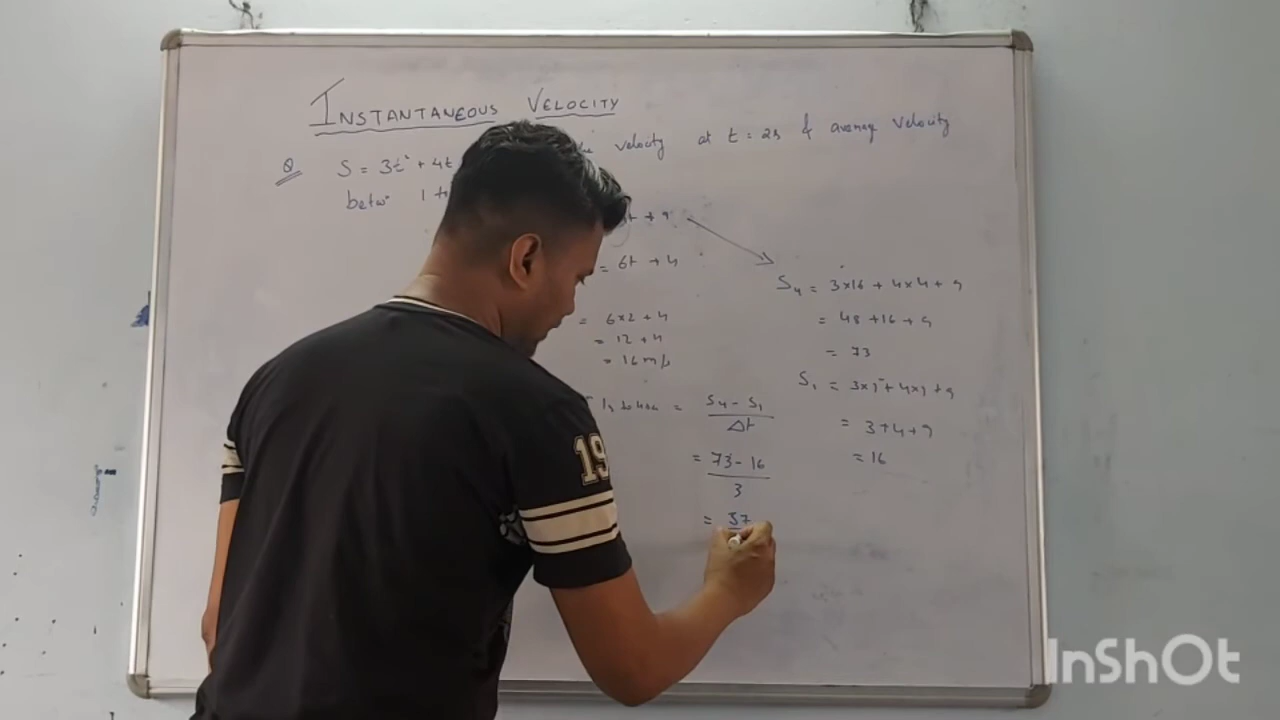 INSTANTANEOUS VELOCITY
Q S = 3t² + 4t velocity at t = 2s & average velocity
betw 1
t + 9
= 6t + 4
= 6×2+4
= 12 + 4
= 16 m/s
= S₄ - S₁
Δt
= 73 - 16
3
= 57
S₄ = 3×16 + 4×4 + 9
= 48 + 16 + 9
= 73
S₁ = 3×1² + 4×1 + 9
= 3 + 4 + 9
= 16
19
InShOt